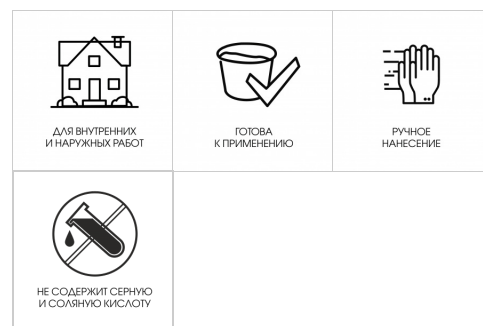 ДЛЯ ВНУТРЕННИХ
И НАРУЖНЫХ РАБОТ
ГОТОВА
К ПРИМЕНЕНИЮ
РУЧНОЕ
НАНЕСЕНИЕ
НЕ СОДЕРЖИТ СЕРНУЮ
И СОЛЯНУЮ КИСЛОТУ